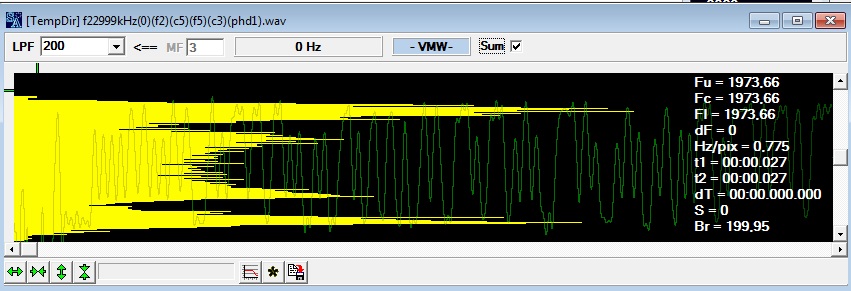 [TempDir] f22999kHz(0)(f2)(c5)(f5)(c3)(phd1).wav
LPF 200 <== MF 3 0 Hz - VMW- Sum
Fu = 1973,66
Fc = 1973,66
Fl = 1973,66
dF = 0
Hz/pix = 0,775
t1 = 00:00.027
t2 = 00:00.027
dT = 00:00.000.000
S = 0
Br = 199,95